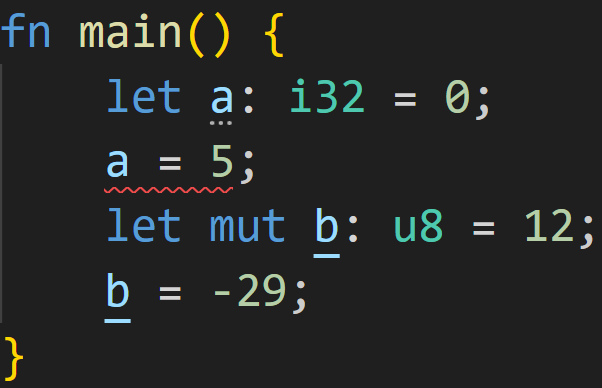 fn main() {
    let a: i32 = 0;
    a = 5;
    let mut b: u8 = 12;
    b = -29;
}